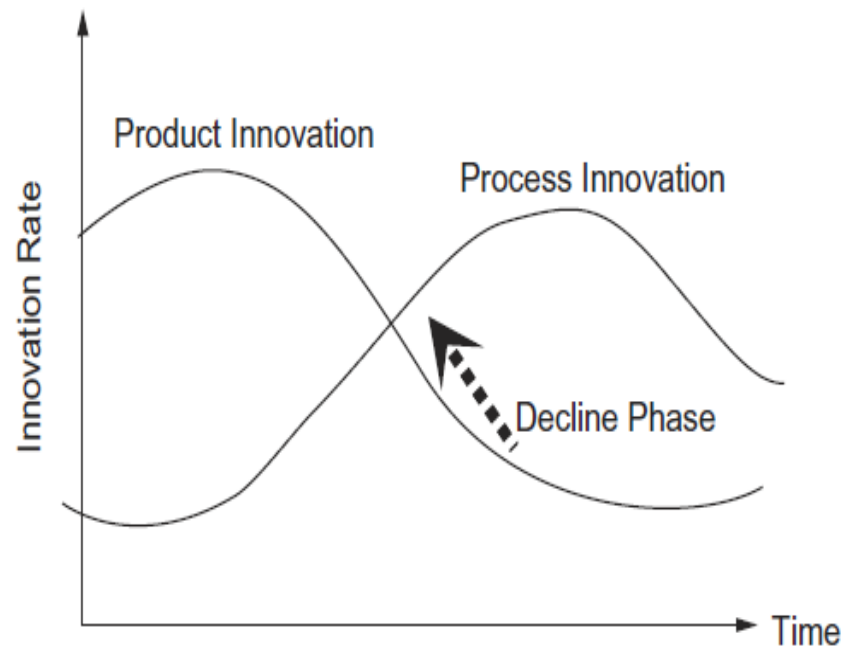 Product Innovation
Process Innovation
Innovation Rate
Decline Phase
Time